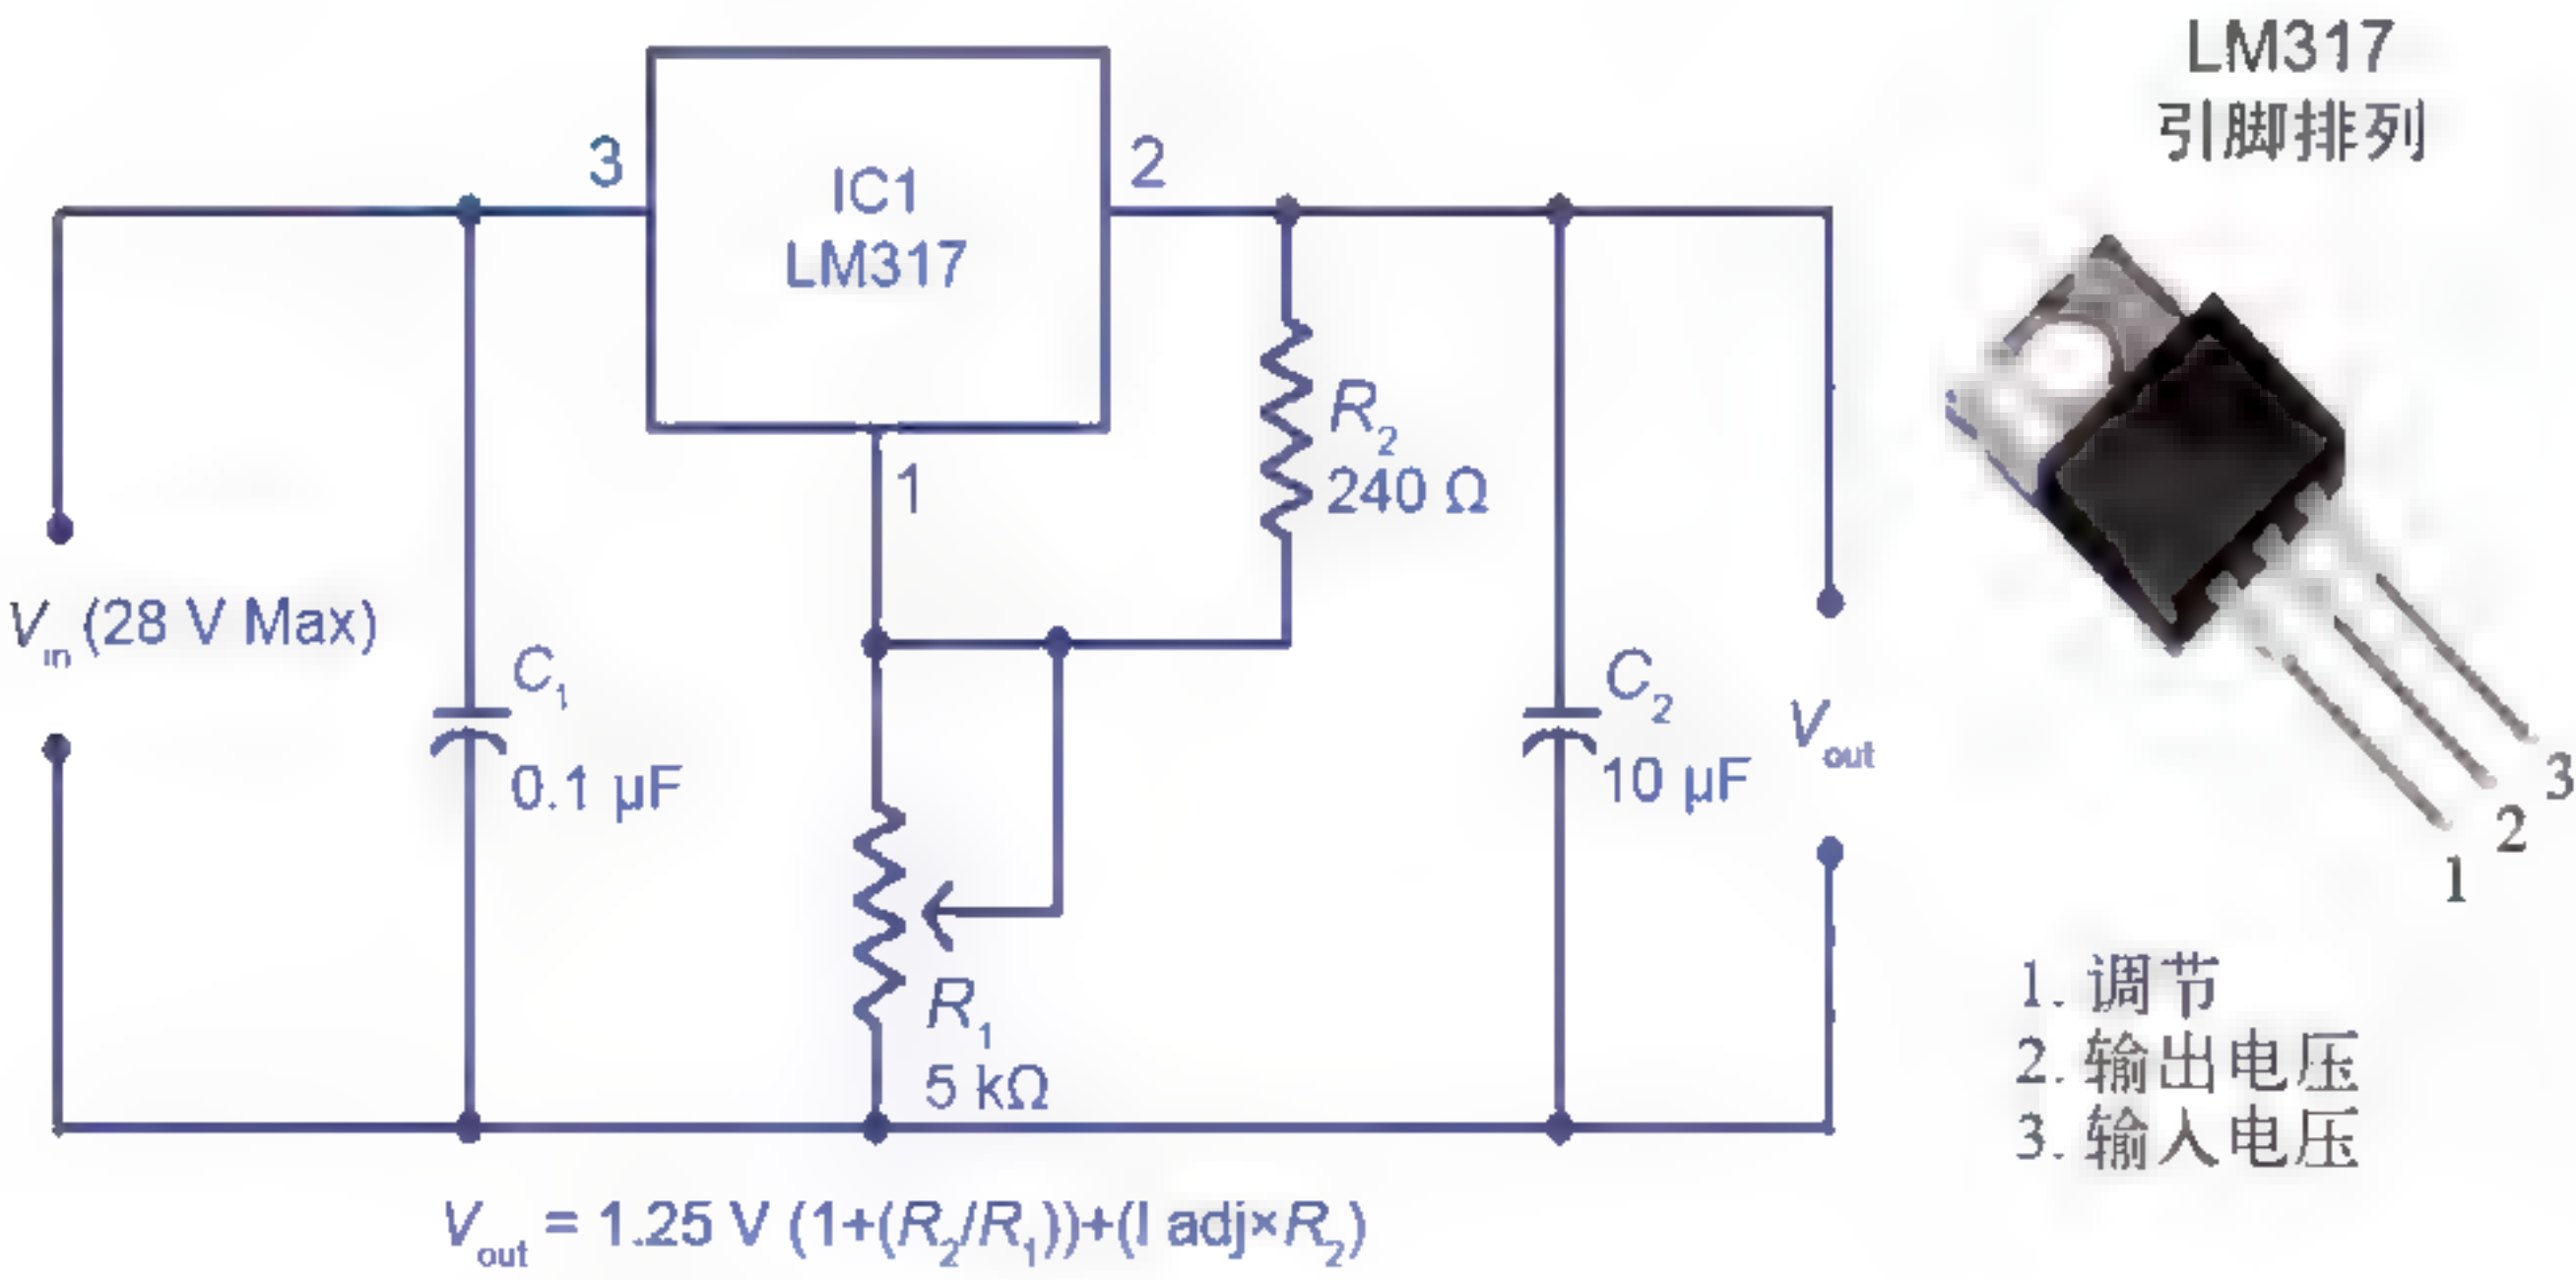 LM317
引脚排列
3
2
IC1
LM317
1
R2
240 Ω
Vin (28 V Max)
C1
0.1 μF
C2
10 μF
Vout
R1
5 kΩ
3
2
1
1. 调节
2. 输出电压
3. 输入电压
Vout = 1.25 V (1+(R2/R1))+(I adj×R2)